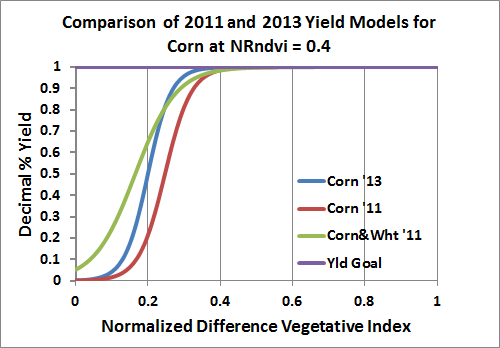 Comparison of 2011 and 2013 Yield Models for
Corn at NRndvi = 0.4
Decimal % Yield
1
0.9
0.8
0.7
0.6
0.5
0.4
0.3
0.2
0.1
0
Corn '13
Corn '11
Corn&Wht '11
Yld Goal
0 0.2 0.4 0.6 0.8 1
Normalized Difference Vegetative Index